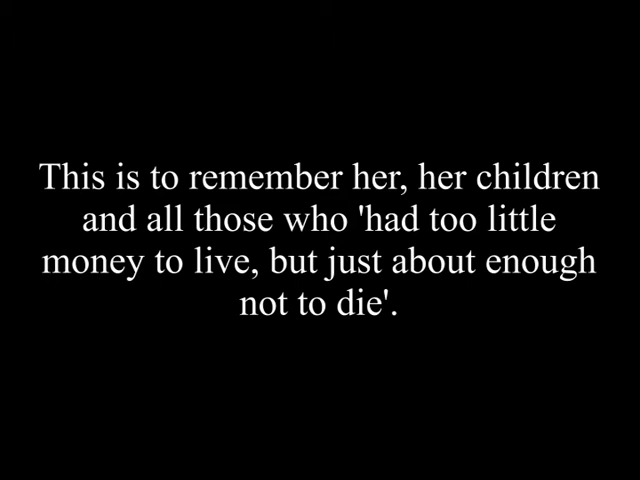 This is to remember her, her children
and all those who 'had too little
money to live, but just about enough
not to die'.